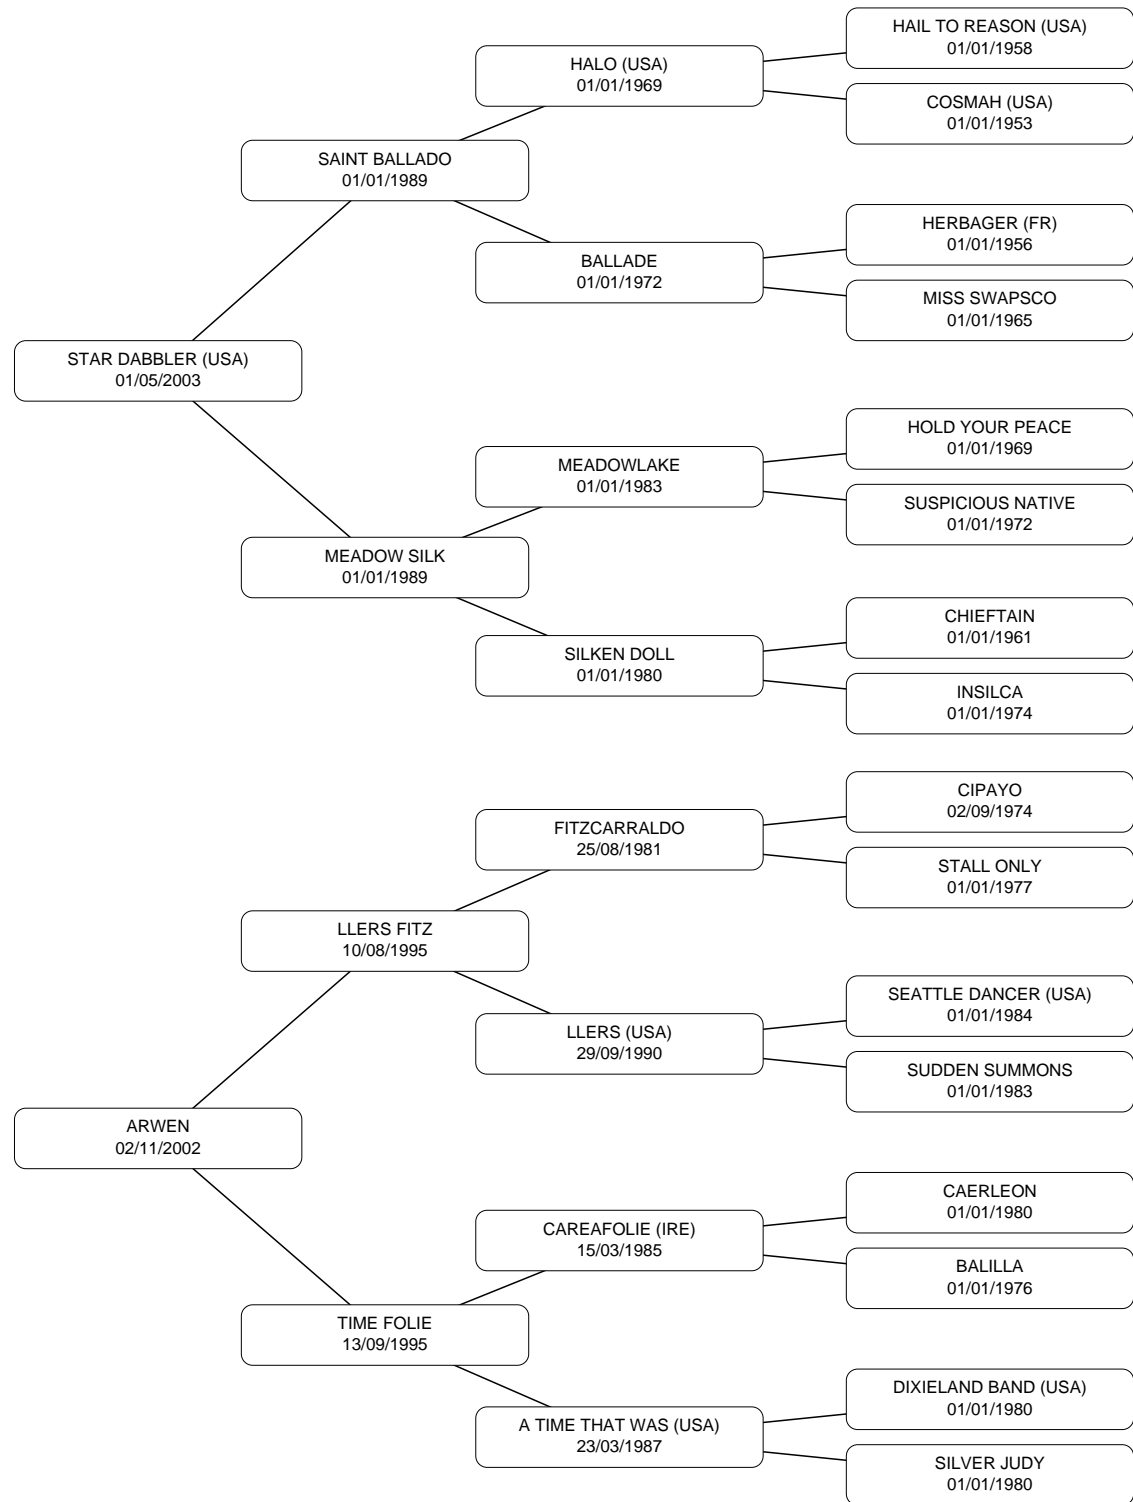 HAIL TO REASON (USA)
01/01/1958
HALO (USA)
01/01/1969
COSMAH (USA)
01/01/1953
SAINT BALLADO
01/01/1989
HERBAGER (FR)
01/01/1956
BALLADE
01/01/1972
MISS SWAPSCO
01/01/1965
STAR DABBLER (USA)
01/05/2003
HOLD YOUR PEACE
01/01/1969
MEADOWLAKE
01/01/1983
SUSPICIOUS NATIVE
01/01/1972
MEADOW SILK
01/01/1989
CHIEFTAIN
01/01/1961
SILKEN DOLL
01/01/1980
INSILCA
01/01/1974
CIPAYO
02/09/1974
FITZCARRALDO
25/08/1981
STALL ONLY
01/01/1977
LLERS FITZ
10/08/1995
SEATTLE DANCER (USA)
01/01/1984
LLERS (USA)
29/09/1990
SUDDEN SUMMONS
01/01/1983
ARWEN
02/11/2002
CAERLEON
01/01/1980
CAREAFOLIE (IRE)
15/03/1985
BALILLA
01/01/1976
TIME FOLIE
13/09/1995
DIXIELAND BAND (USA)
01/01/1980
A TIME THAT WAS (USA)
23/03/1987
SILVER JUDY
01/01/1980